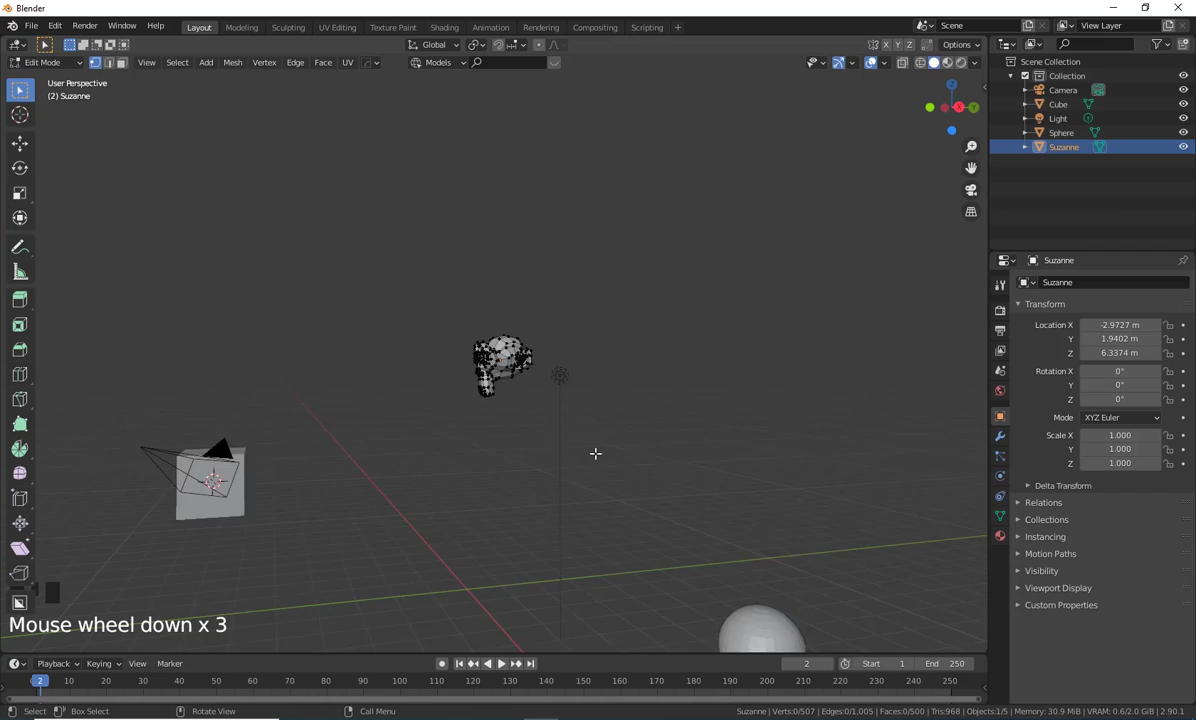 Blender
File Edit Render Window Help Layout Modeling Sculpting UV Editing Texture Paint Shading Animation Rendering Compositing Scripting + Scene View Layer
Global X Y Z Options
Edit Mode View Select Add Mesh Vertex Edge Face UV Models
User Perspective
(2) Suzanne
Z
X
Y
Mouse wheel down x 3
Scene Collection
Collection
Camera
Cube
Light
Sphere
Suzanne
Suzanne
Suzanne
Transform
Location X -2.9727 m
Y 1.9402 m
Z 6.3374 m
Rotation X 0°
Y 0°
Z 0°
Mode XYZ Euler
Scale X 1.000
Y 1.000
Z 1.000
Delta Transform
Relations
Collections
Instancing
Motion Paths
Visibility
Viewport Display
Custom Properties
Playback Keying View Marker 2 Start 1 End 250
2 10 20 30 40 50 60 70 80 90 100 110 120 130 140 150 160 170 180 190 200 210 220 230 240 250
Select Box Select Rotate View Call Menu Suzanne | Verts:0/507 | Edges:0/1,005 | Faces:0/500 | Tris:968 | Objects:1/5 | Memory: 30.9 MiB | VRAM: 0.6/2.0 GiB | 2.90.1